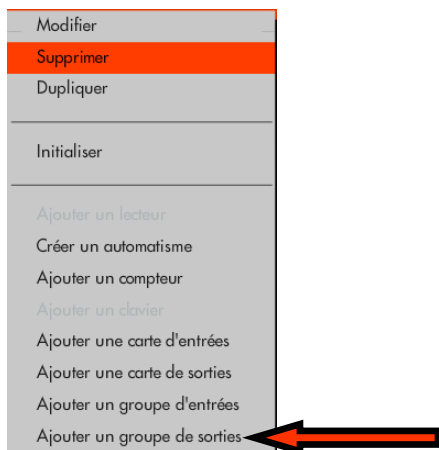 Modifier
Supprimer
Dupliquer
Initialiser
Ajouter un lecteur
Créer un automatisme
Ajouter un compteur
Ajouter un clavier
Ajouter une carte d'entrées
Ajouter une carte de sorties
Ajouter un groupe d'entrées
Ajouter un groupe de sorties